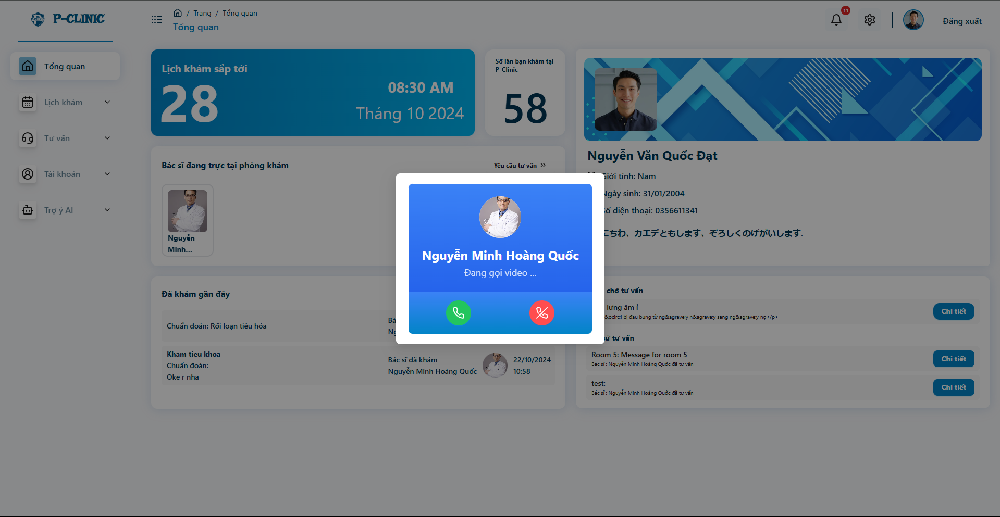 P-CLINIC
P-CLINIC
/ Trang / Tổng quan
Tổng quan
11
Đăng xuất
Tổng quan
Lịch khám
Tư vấn
Tài khoản
Trợ ý AI
Lịch khám sắp tới
28
08:30 AM
Tháng 10 2024
Số lần bạn khám tại
P-Clinic
58
Nguyễn Văn Quốc Đạt
Giới tính: Nam
Ngày sinh: 31/01/2004
Số điện thoại: 0356611341
こちわ、カエデともします、ぞろしくのげがいします.
Bác sĩ đang trực tại phòng khám
Yêu cầu tư vấn
Nguyễn
Minh...
Nguyễn Minh Hoàng Quốc
Đang gọi video ...
Đã khám gần đây
Chuẩn đoán: Rối loạn tiêu hóa
Kham tieu khoa
Chuẩn đoán:
Oke r nha
Bác sĩ đã khám
Nguyễn Minh Hoàng Quốc
22/10/2024
10:58
chờ tư vấn
lưng âm ỉ
&ocirc;i bị đau bung từ ng&agrave;y n&agrave;y sang ng&agrave;y nọ</p>
Chi tiết
sử tư vấn
Room 5: Message for room 5
Bác sĩ : Nguyễn Minh Hoàng Quốc đã tư vấn
Chi tiết
test:
Bác sĩ : Nguyễn Minh Hoàng Quốc đã tư vấn
Chi tiết